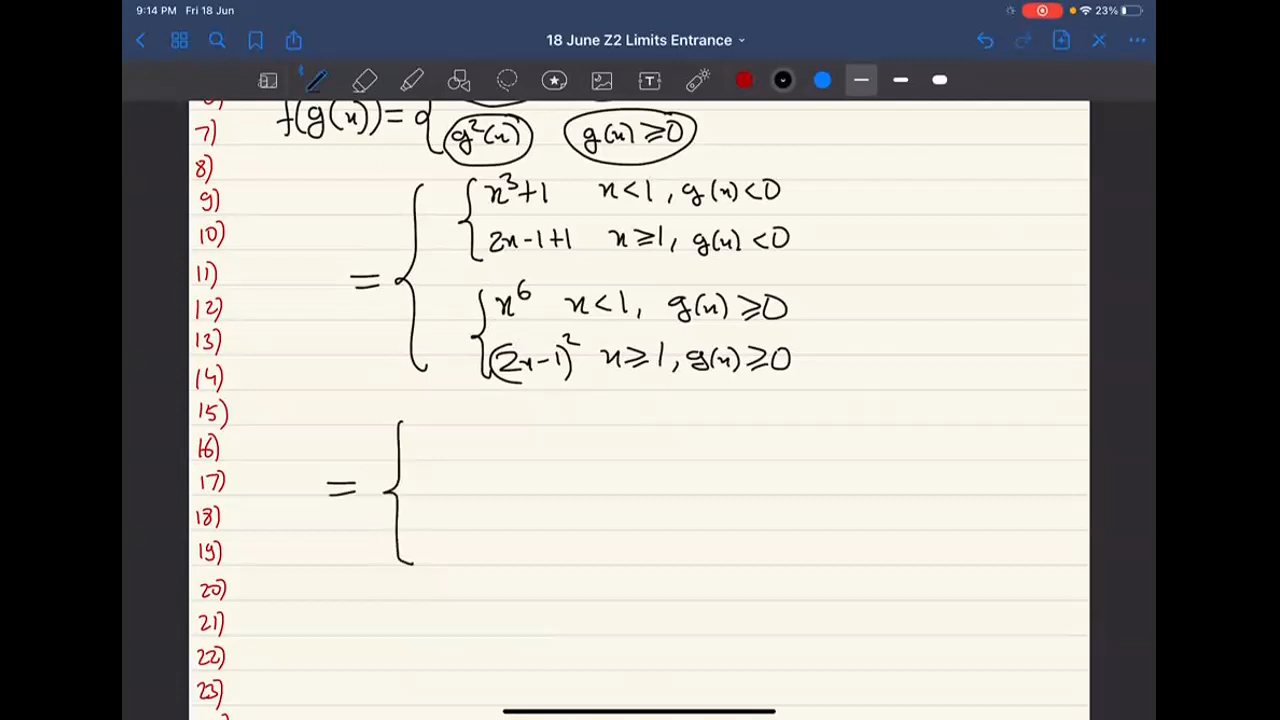 9:14 PM Fri 18 Jun 23%
18 June Z2 Limits Entrance
f(g(x))= {
7) g²(x) g(x) ≥0
8)
9) x³+1 x<1, g(x)<0
10) 2x-1+1 x≥1, g(x)<0
11) =
12) x⁶ x<1, g(x) ≥0
13) (2x-1)² x≥1, g(x)≥0
14)
15)
16)
17) = {
18)
19)
20)
21)
22)
23)